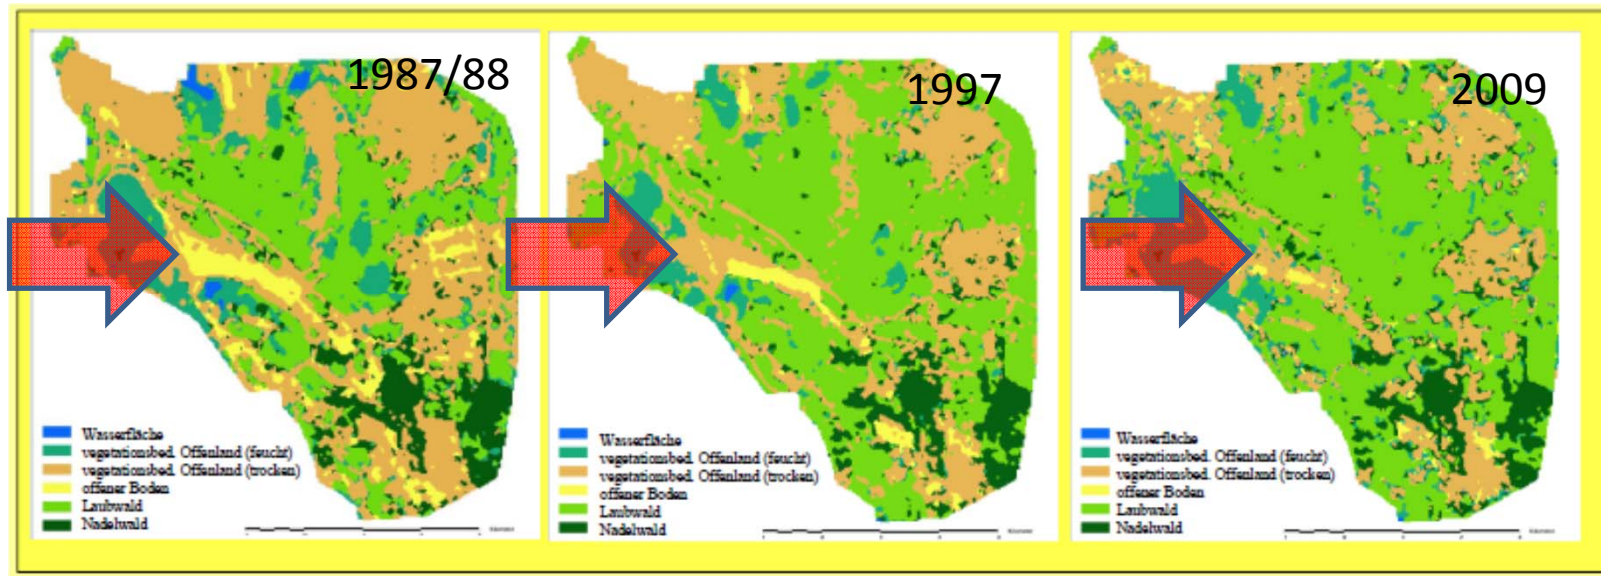 1987/88
Wasserfläche
vegetationsbed. Offenland (feucht)
vegetationsbed. Offenland (trocken)
offener Boden
Laubwald
Nadelwald
1997
Wasserfläche
vegetationsbed. Offenland (feucht)
vegetationsbed. Offenland (trocken)
offener Boden
Laubwald
Nadelwald
2009
Wasserfläche
vegetationsbed. Offenland (feucht)
vegetationsbed. Offenland (trocken)
offener Boden
Laubwald
Nadelwald